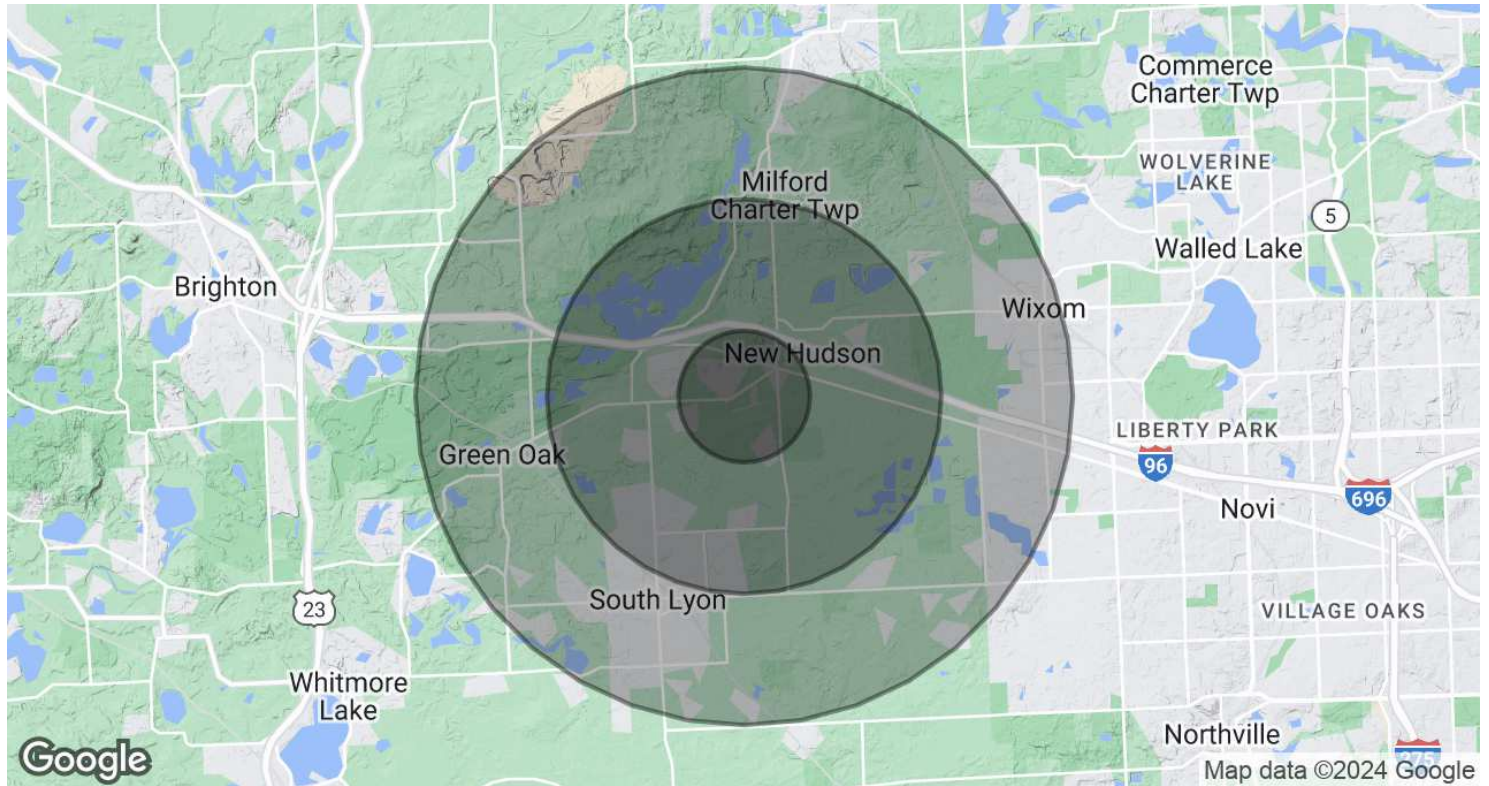 Commerce
Charter Twp
WOLVERINE
LAKE
Milford
Charter Twp
5
Walled Lake
Brighton
Wixom
New Hudson
LIBERTY PARK
Green Oak
96
696
Novi
South Lyon
23
VILLAGE OAKS
Whitmore
Lake
Northville
275
Google
Map data ©2024 Google